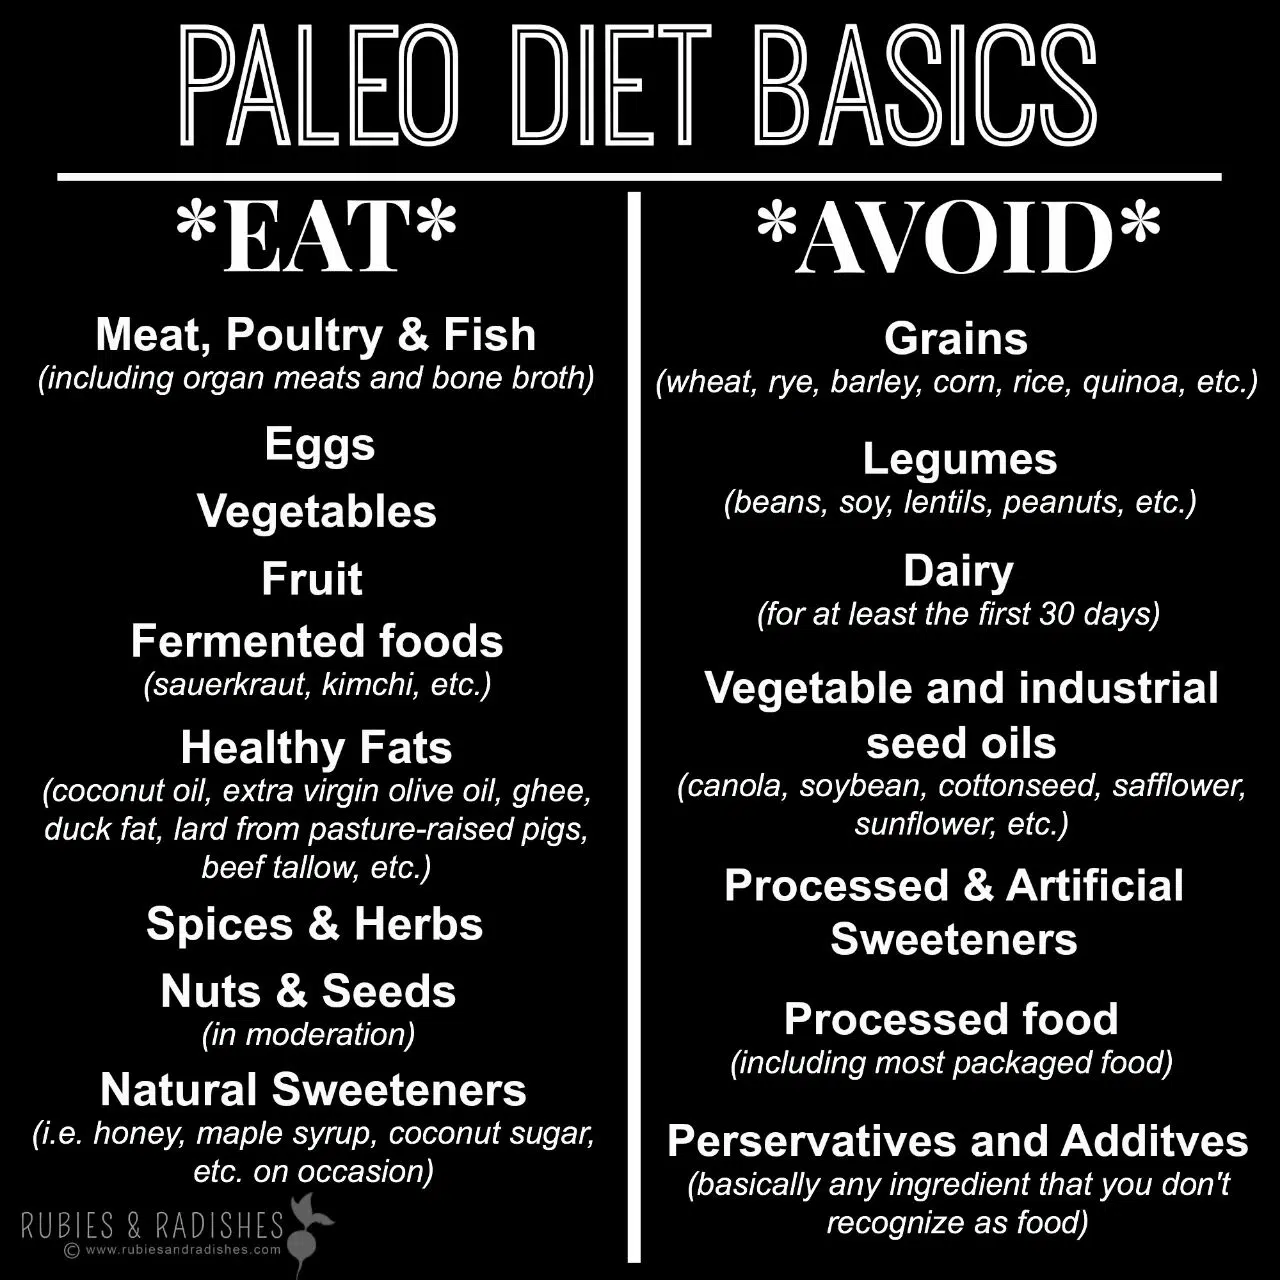 PALEO DIET BASICS
*EAT*
Meat, Poultry & Fish
(including organ meats and bone broth)
Eggs
Vegetables
Fruit
Fermented foods
(sauerkraut, kimchi, etc.)
Healthy Fats
(coconut oil, extra virgin olive oil, ghee,
duck fat, lard from pasture-raised pigs,
beef tallow, etc.)
Spices & Herbs
Nuts & Seeds
(in moderation)
Natural Sweeteners
(i.e. honey, maple syrup, coconut sugar,
etc. on occasion)
*AVOID*
Grains
(wheat, rye, barley, corn, rice, quinoa, etc.)
Legumes
(beans, soy, lentils, peanuts, etc.)
Dairy
(for at least the first 30 days)
Vegetable and industrial
seed oils
(canola, soybean, cottonseed, safflower,
sunflower, etc.)
Processed & Artificial
Sweeteners
Processed food
(including most packaged food)
Perservatives and Additves
(basically any ingredient that you don't
recognize as food)
RUBIES & RADISHES
© www.rubiesandradishes.com